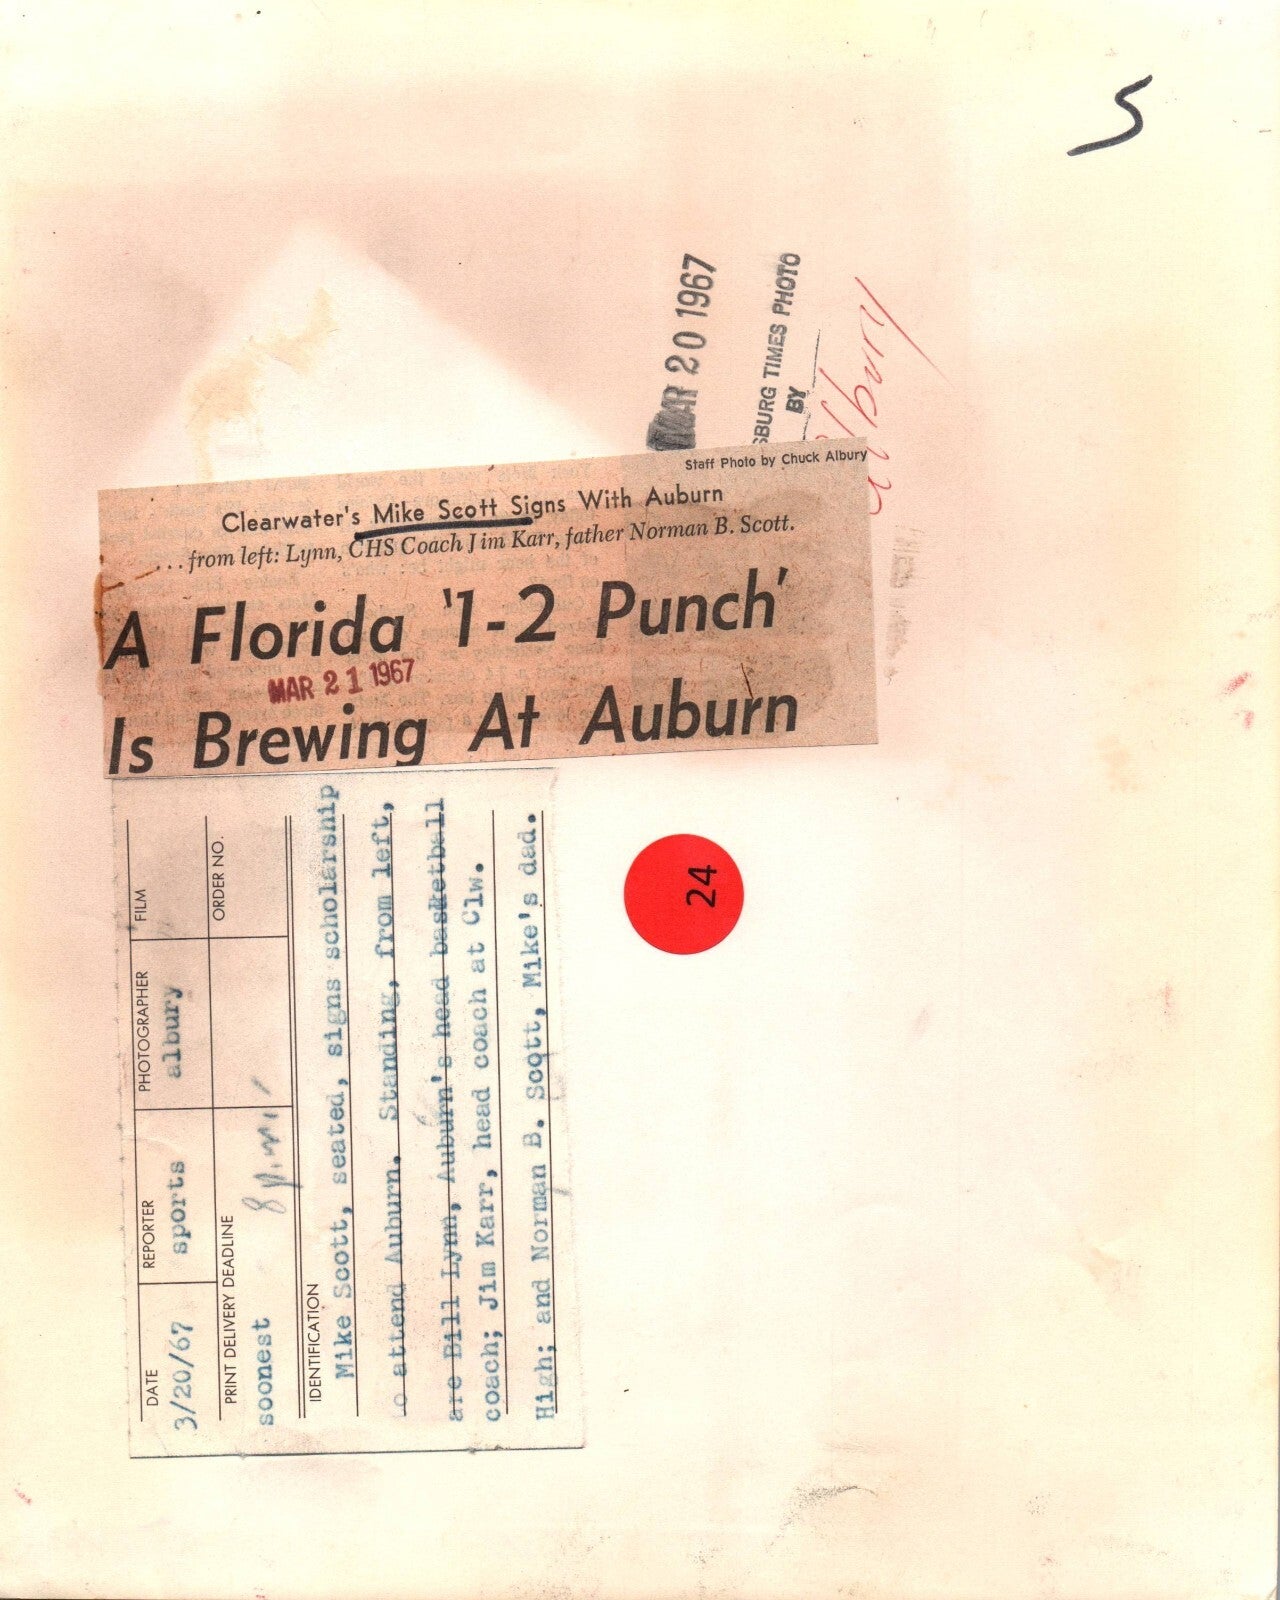 S
MAR 20 1967
SBURG TIMES PHOTO
BY
albury
Staff Photo by Chuck Albury
Clearwater's Mike Scott Signs With Auburn
...from left: Lynn, CHS Coach Jim Karr, father Norman B. Scott.
A Florida '1-2 Punch'
MAR 21 1967
Is Brewing At Auburn
24
DATE REPORTER PHOTOGRAPHER FILM
3/20/67 sports albury
PRINT DELIVERY DEADLINE ORDER NO.
soonest 8 p.m.
IDENTIFICATION
Mike Scott, seated, signs scholarship
o attend Auburn. Standing, from left,
are Bill Lynn, Auburn's head basketball
coach; Jim Karr, head coach at Clw.
High; and Norman B. Scott, Mike's dad.